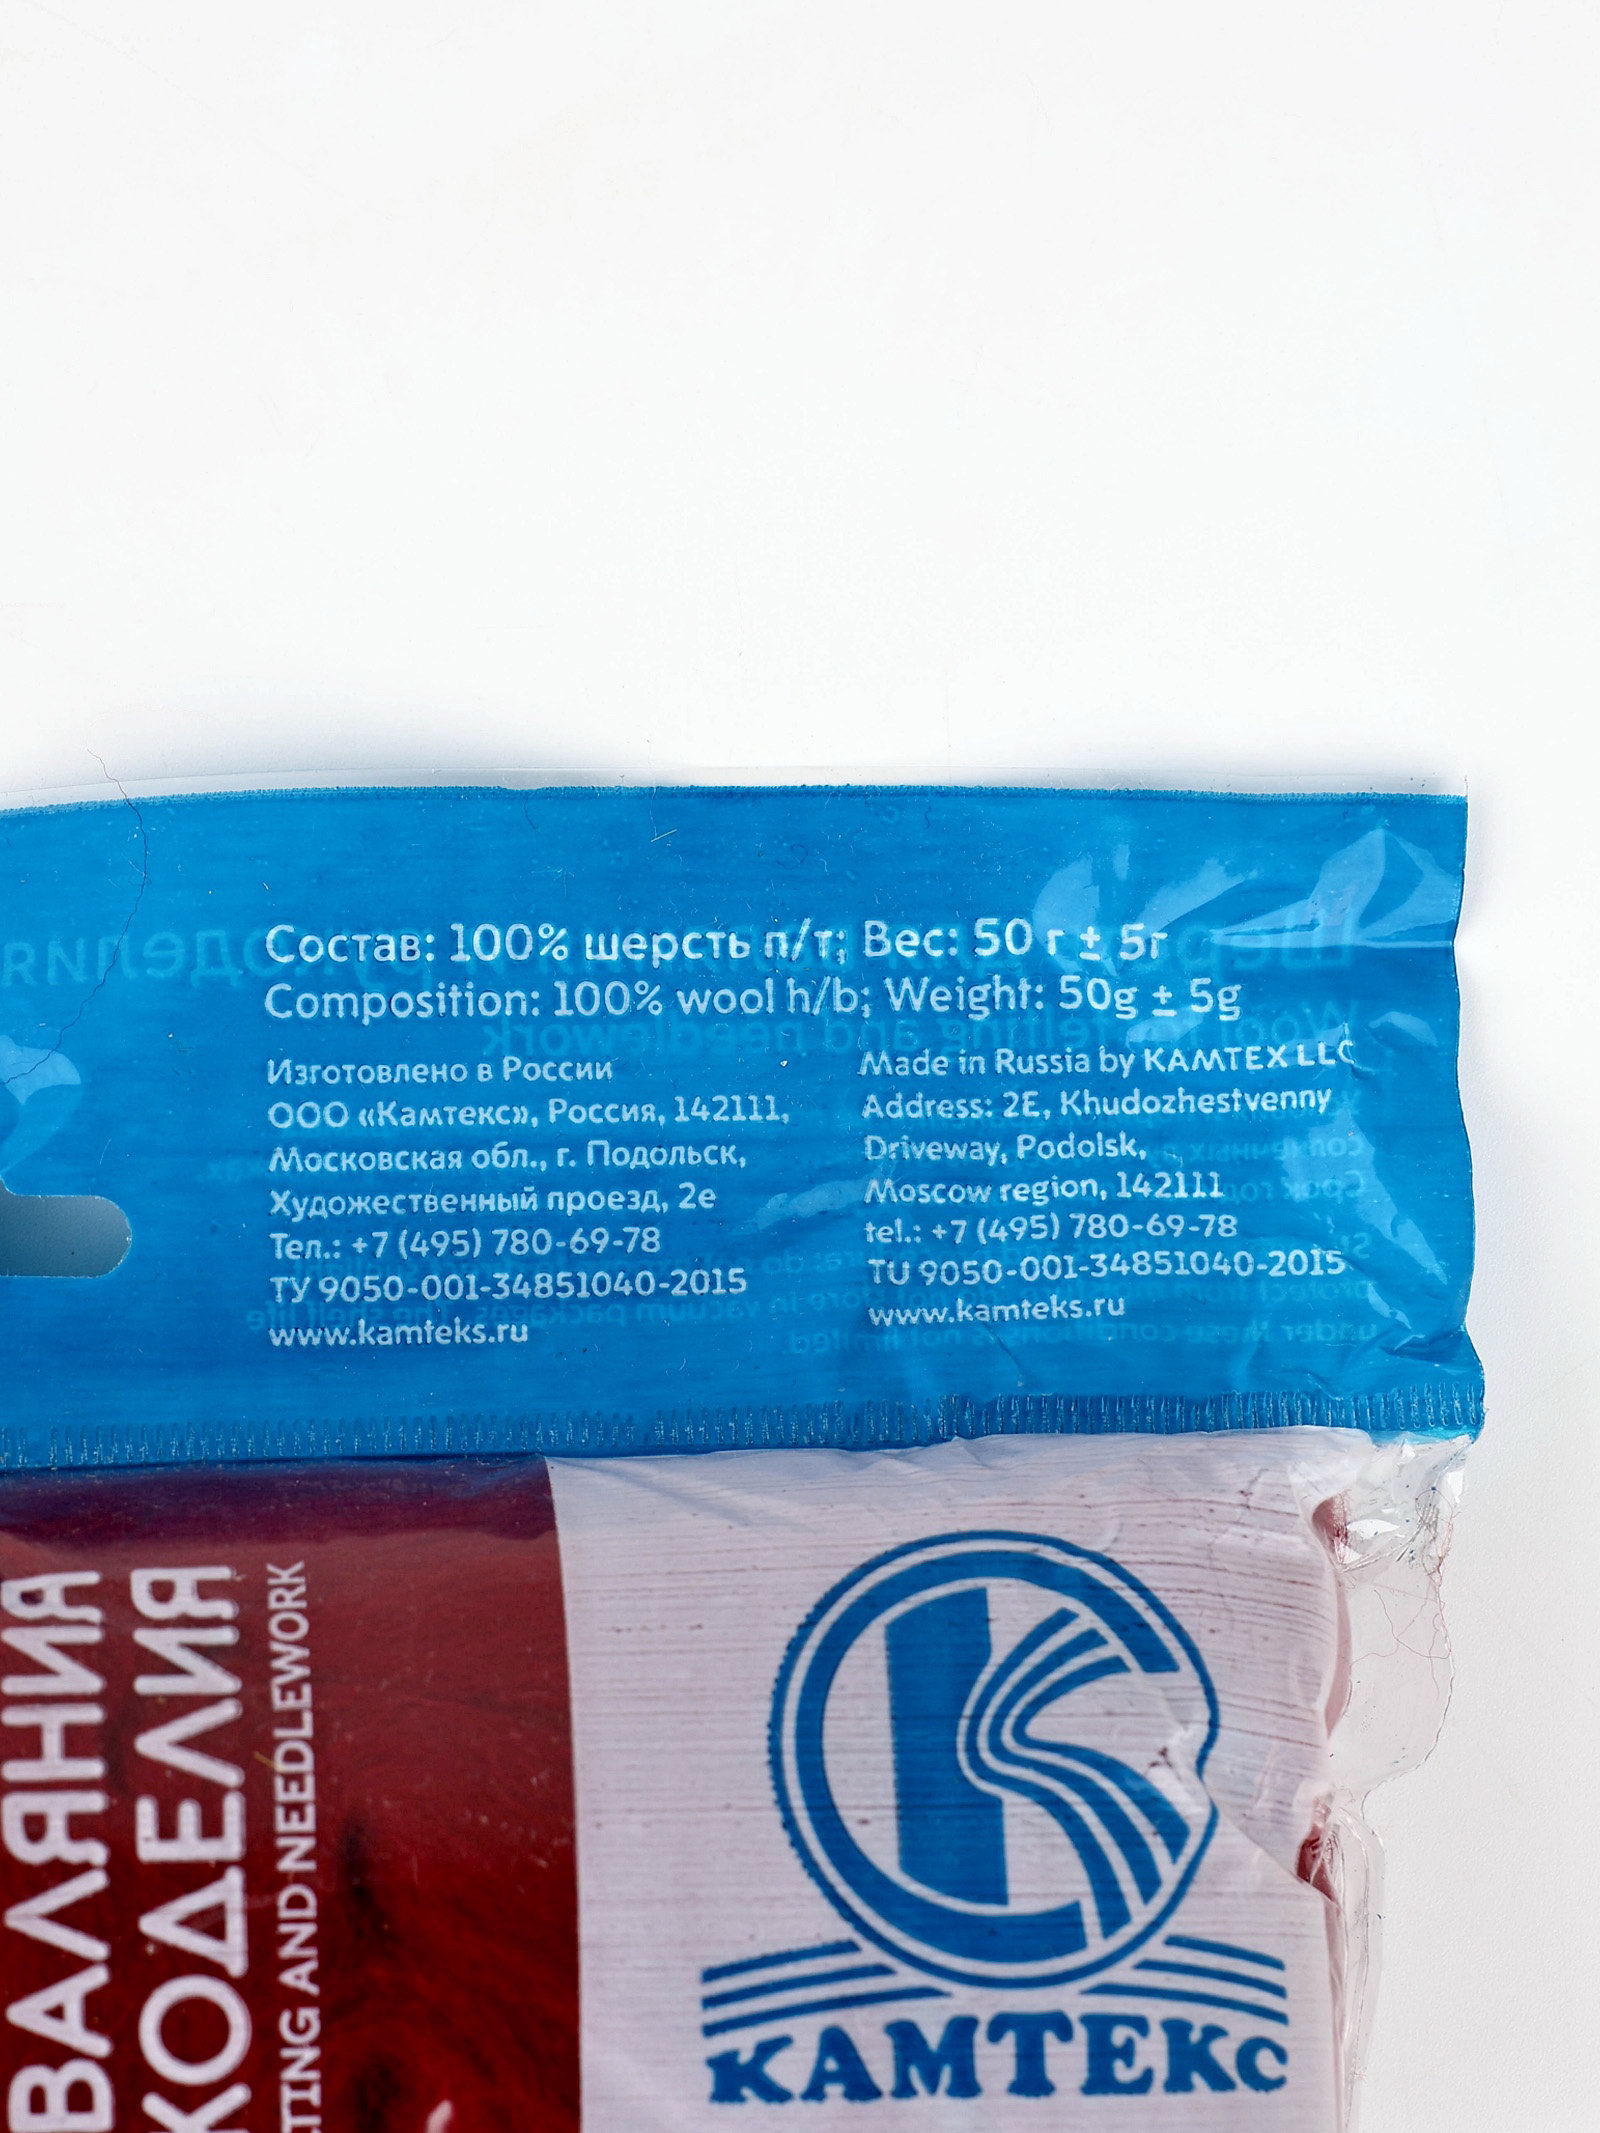 Состав: 100% шерсть п/т; Вес: 50 г ± 5г
Composition: 100% wool h/b; Weight: 50g ± 5g
Изготовлено в России
ООО «Камтекс», Россия, 142111,
Московская обл., г. Подольск,
Художественный проезд, 2е
Тел.: +7 (495) 780-69-78
ТУ 9050-001-34851040-2015
www.kamteks.ru
Made in Russia by KAMTEX LLC
Address: 2E, Khudozhestvenny
Driveway, Podolsk,
Moscow region, 142111
tel.: +7 (495) 780-69-78
TU 9050-001-34851040-2015
www.kamteks.ru
ВАЛЯНИЯ
КОДЕЛИЯ
LTING AND NEEDLEWORK
КАМТЕКС